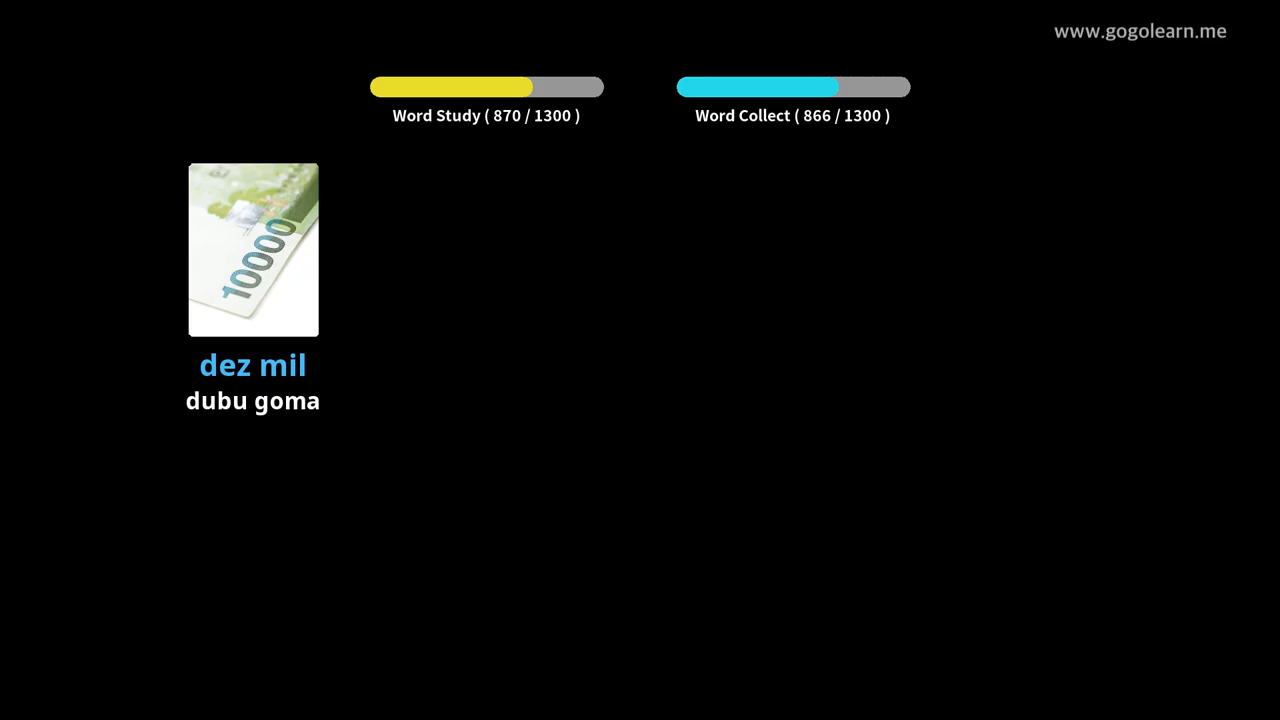 www.gogolearn.me
Word Study ( 870 / 1300 )
Word Collect ( 866 / 1300 )
10000
dez mil
dubu goma